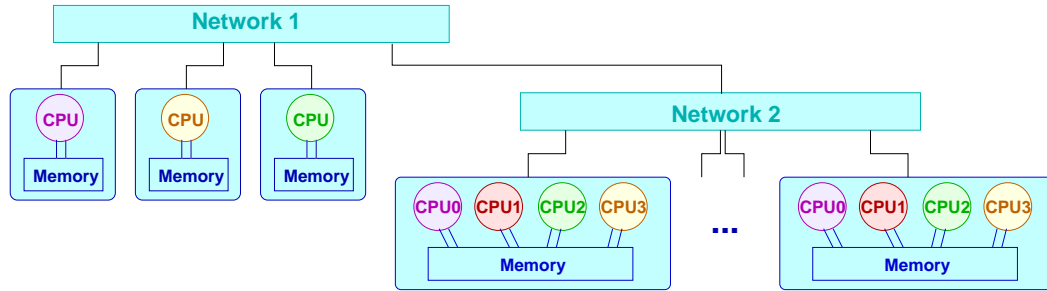 Network 1
CPU
Memory
CPU
Memory
CPU
Memory
Network 2
CPU0 CPU1 CPU2 CPU3
Memory
...
CPU0 CPU1 CPU2 CPU3
Memory